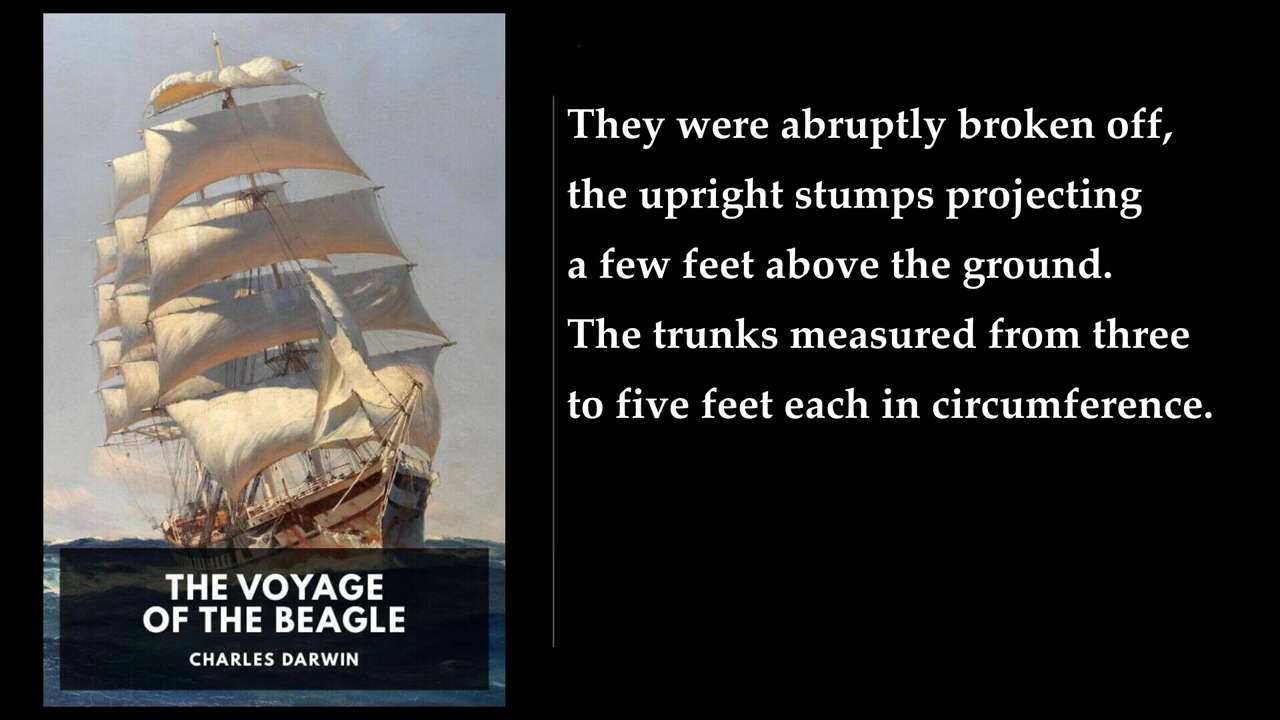 They were abruptly broken off,
the upright stumps projecting
a few feet above the ground.
The trunks measured from three
to five feet each in circumference.
THE VOYAGE
OF THE BEAGLE
CHARLES DARWIN